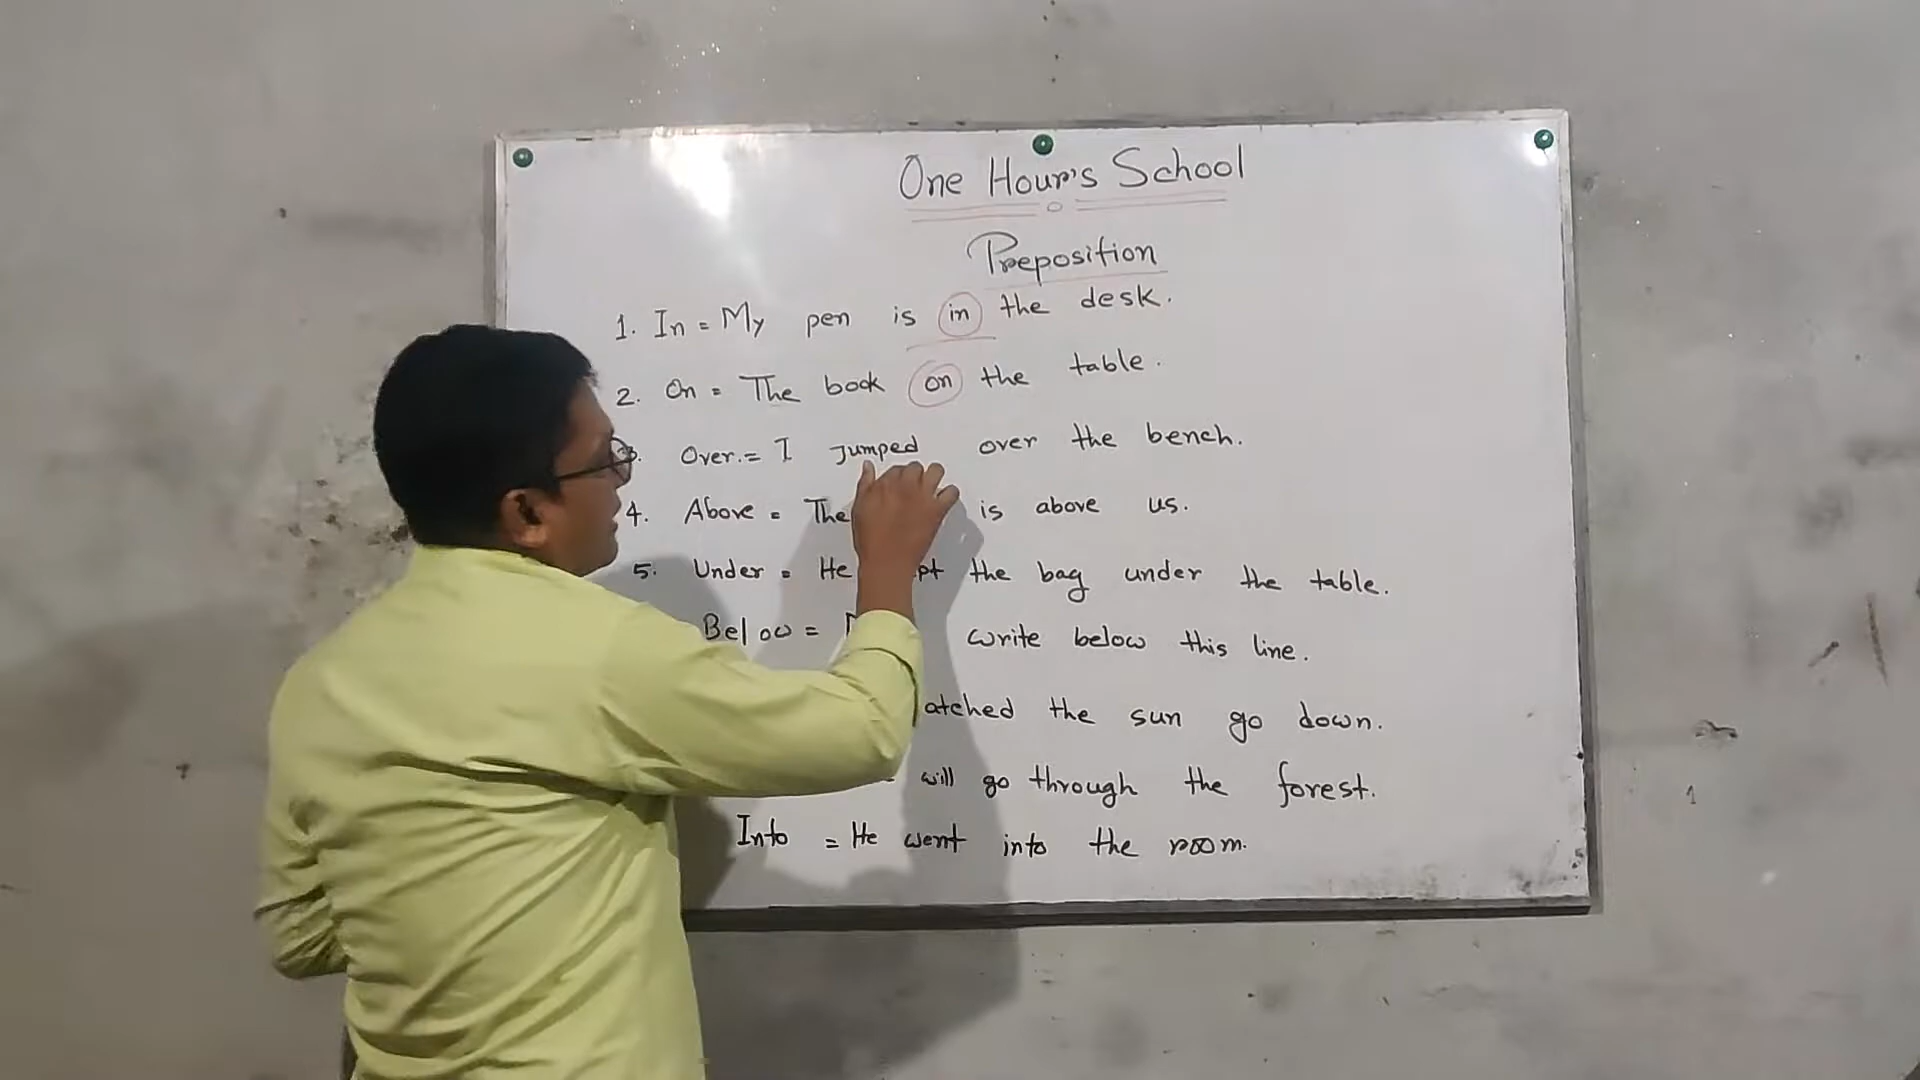 One Hour's School
Preposition
1. In = My pen is in the desk.
2. On = The book on the table.
3. Over. = I Jumped over the bench.
4. Above = The is above us.
5. Under = He the bag under the table.
Below = write below this line.
the sun go down.
will go through the forest.
Into = He went into the room.